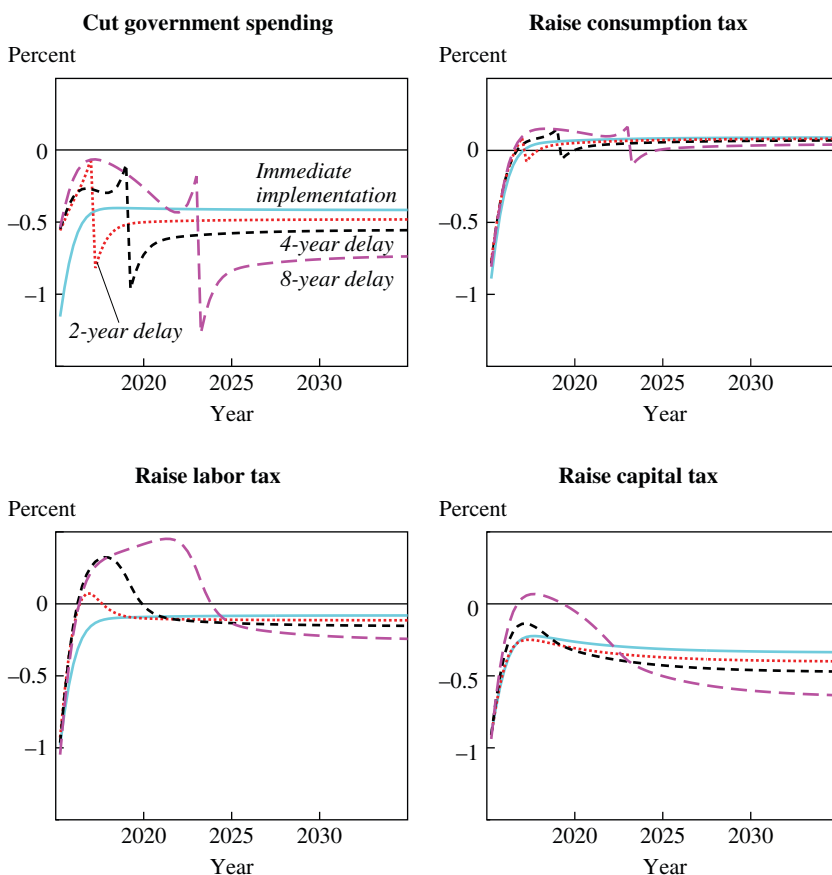 Cut government spending
Percent
0
–0.5
–1
Immediate
implementation
4-year delay
8-year delay
2-year delay
2020 2025 2030
Year
Raise consumption tax
Percent
0
–0.5
–1
2020 2025 2030
Year
Raise labor tax
Percent
0
–0.5
–1
2020 2025 2030
Year
Raise capital tax
Percent
0
–0.5
–1
2020 2025 2030
Year